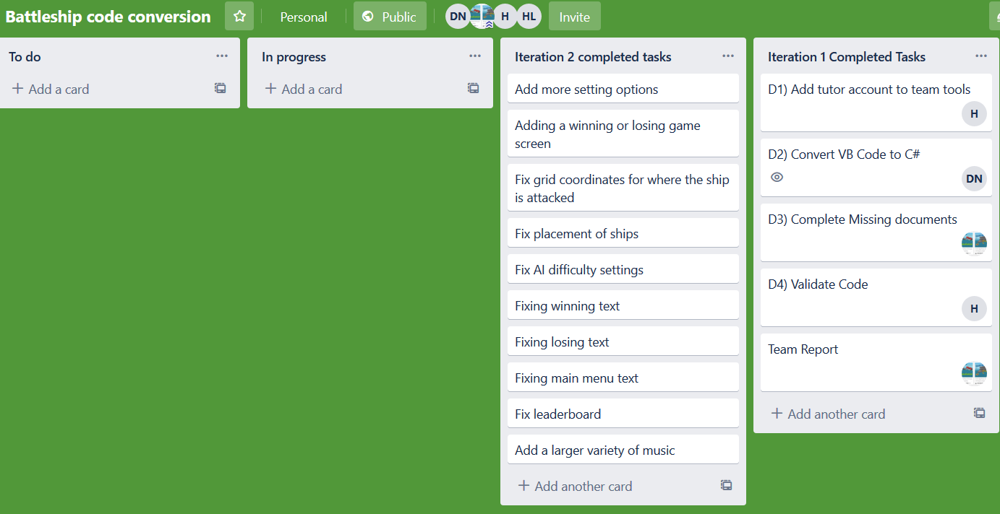 Battleship code conversion
Personal
Public
DN
H
HL
Invite
To do
Add a card
In progress
Add a card
Iteration 2 completed tasks
Add more setting options
Adding a winning or losing game
screen
Fix grid coordinates for where the ship
is attacked
Fix placement of ships
Fix AI difficulty settings
Fixing winning text
Fixing losing text
Fixing main menu text
Fix leaderboard
Add a larger variety of music
Add another card
Iteration 1 Completed Tasks
D1) Add tutor account to team tools
H
D2) Convert VB Code to C#
DN
D3) Complete Missing documents
D4) Validate Code
H
Team Report
Add another card